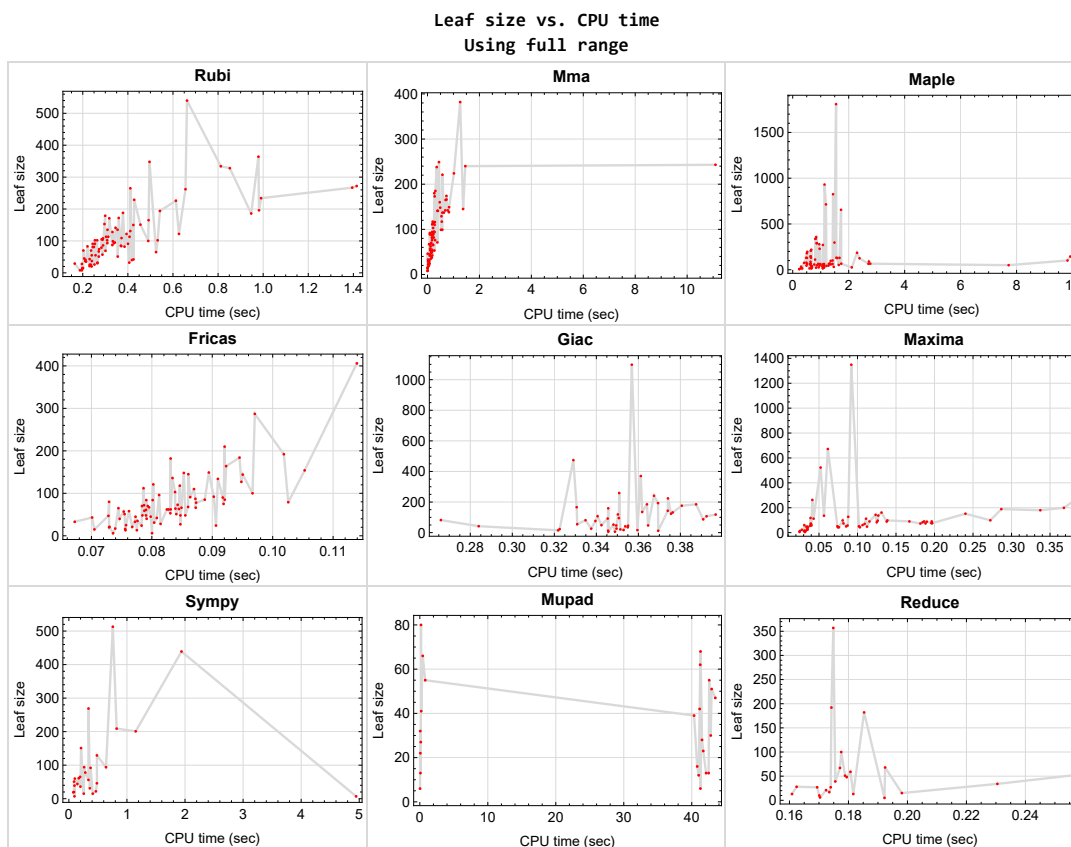 Leaf size vs. CPU time
Using full range
Rubi
Leaf size
0 100 200 300 400 500
0.2 0.4 0.6 0.8 1.0 1.2 1.4
CPU time (sec)
Mma
Leaf size
0 100 200 300 400
0 2 4 6 8 10
CPU time (sec)
Maple
Leaf size
0 500 1000 1500
0 2 4 6 8 10
CPU time (sec)
Fricas
Leaf size
0 100 200 300 400
0.07 0.08 0.09 0.10 0.11
CPU time (sec)
Giac
Leaf size
0 200 400 600 800 1000
0.26 0.28 0.30 0.32 0.34 0.36 0.38
CPU time (sec)
Maxima
Leaf size
0 200 400 600 800 1000 1200 1400
0.05 0.10 0.15 0.20 0.25 0.30 0.35
CPU time (sec)
Sympy
Leaf size
0 100 200 300 400 500
0 1 2 3 4 5
CPU time (sec)
Mupad
Leaf size
0 20 40 60 80
0 10 20 30 40
CPU time (sec)
Reduce
Leaf size
0 50 100 150 200 250 300 350
0.16 0.18 0.20 0.22 0.24
CPU time (sec)